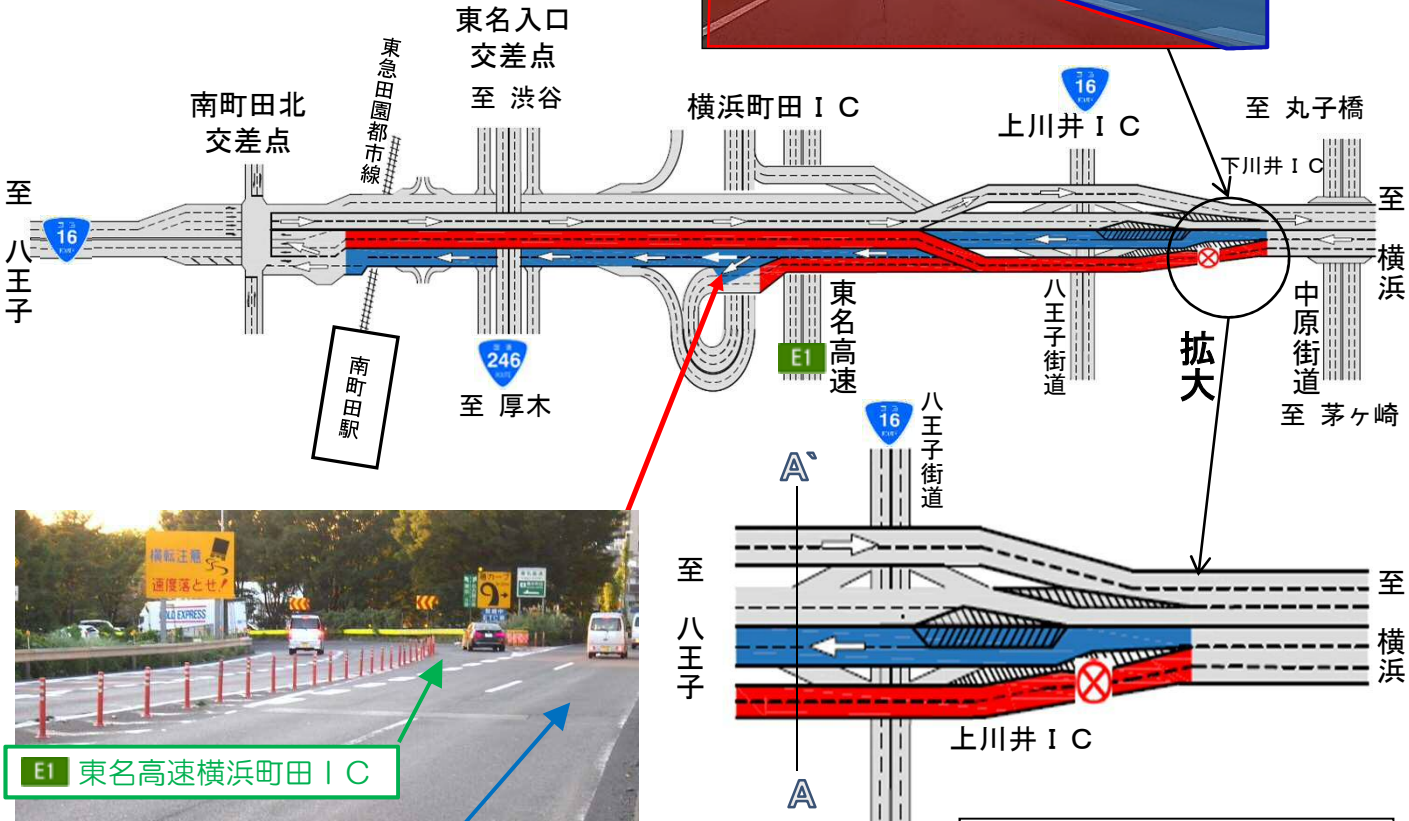 東名入口
交差点
至 渋谷
東急田園都市線
南町田北
交差点
横浜町田ＩＣ
16
上川井ＩＣ
至 丸子橋
下川井ＩＣ
至
八王子
16
至
横浜
南町田駅
246
至 厚木
E1
東名高速
八王子街道
拡大
中原街道
至 茅ヶ崎
16
八王子街道
A`
至
八王子
至
横浜
上川井ＩＣ
A
横転注意
速度落とせ!
急カーブ
E1 東名高速横浜町田ＩＣ